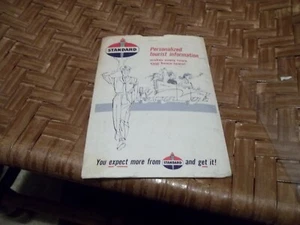 STANDARD
Personalized
tourist information
You expect more from STANDARD and get it!